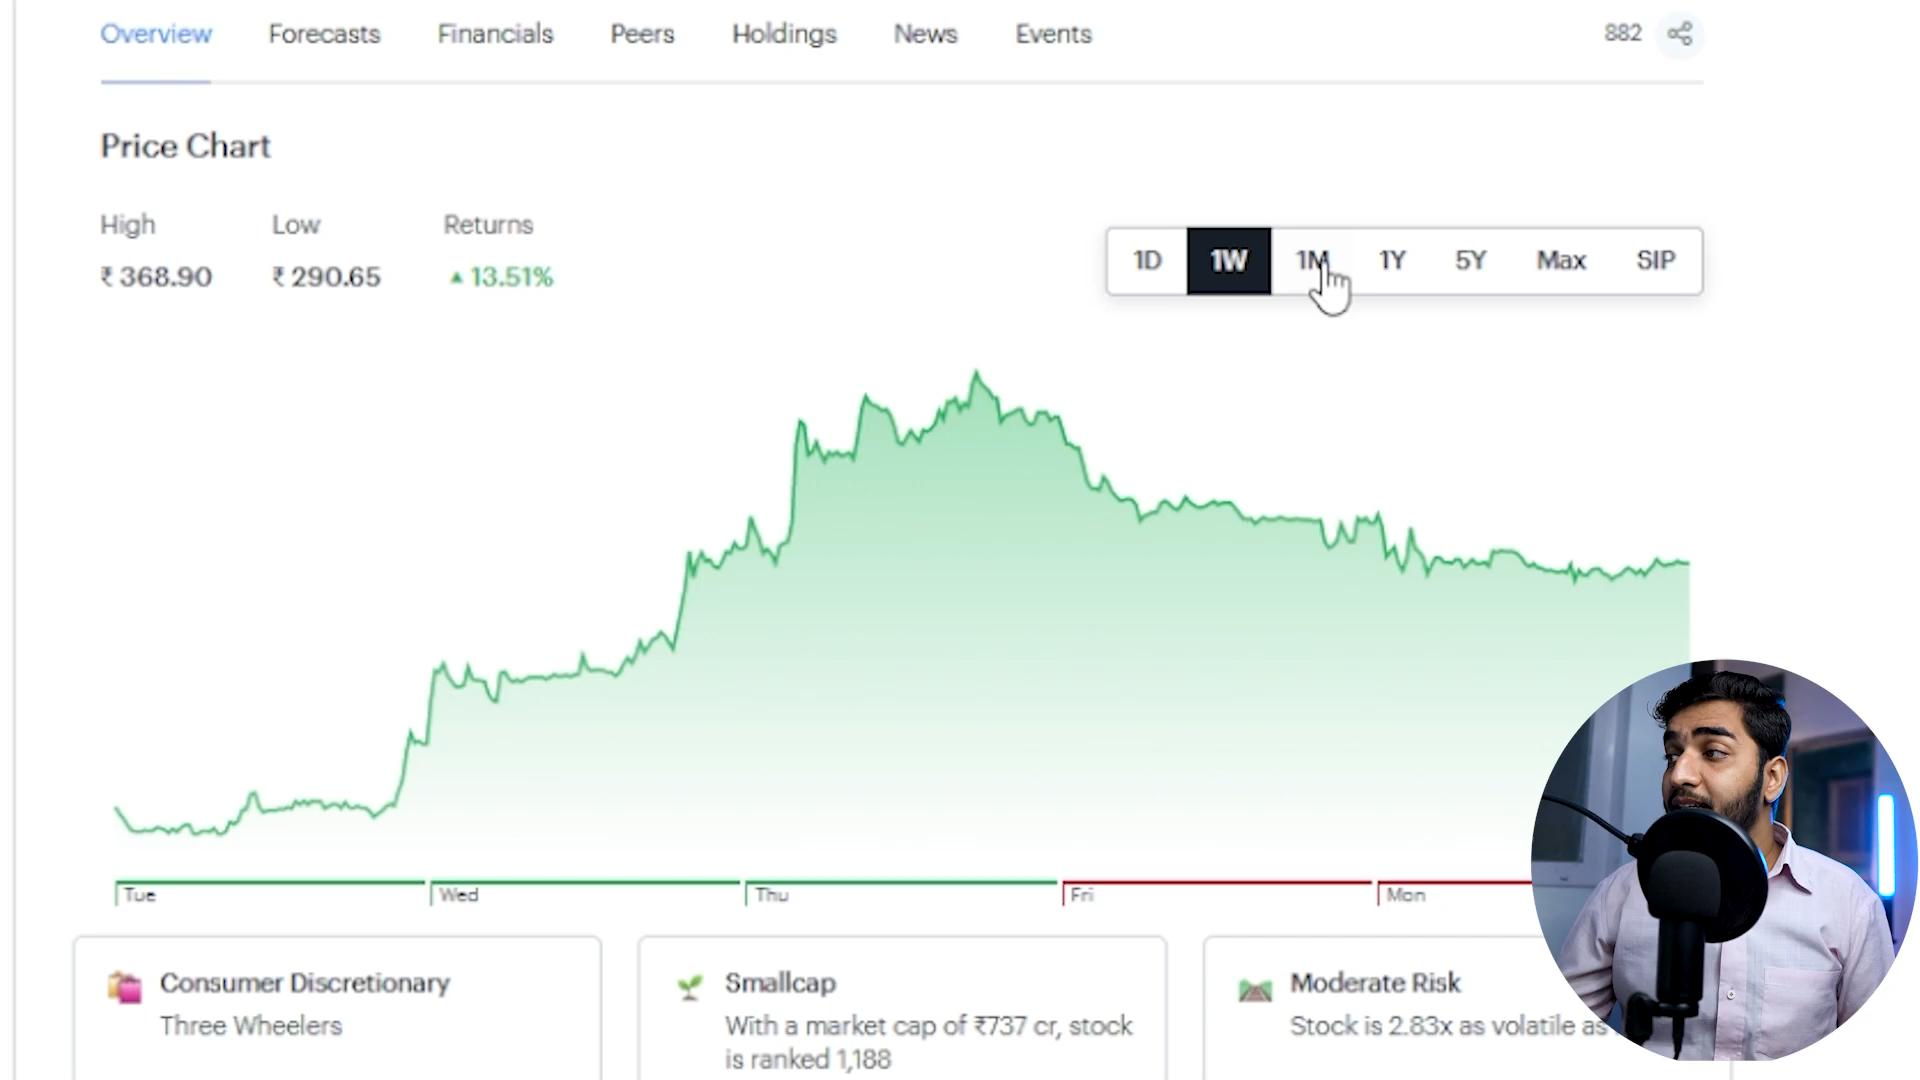 Overview Forecasts Financials Peers Holdings News Events 882
Price Chart
High Low Returns
₹ 368.90 ₹ 290.65 ▲ 13.51%
1D 1W 1M 1Y 5Y Max SIP
Tue Wed Thu Fri Mon
Consumer Discretionary
Three Wheelers
Smallcap
With a market cap of ₹737 cr, stock
is ranked 1,188
Moderate Risk
Stock is 2.83x as volatile as